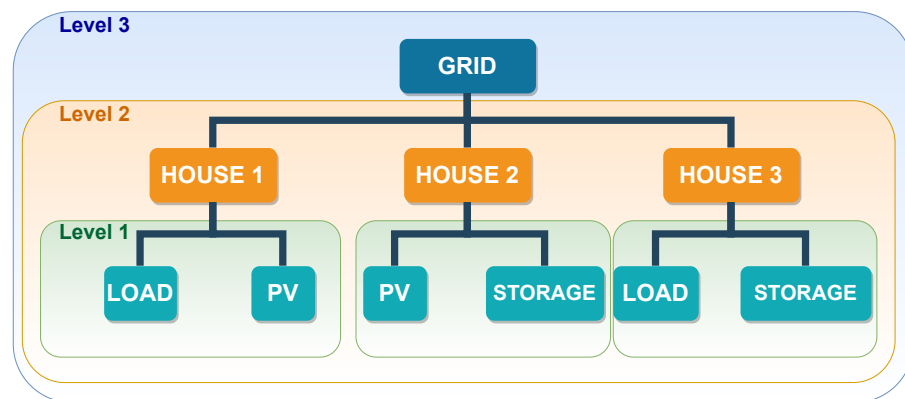 Level 3
GRID
Level 2
HOUSE 1
HOUSE 2
HOUSE 3
Level 1
LOAD
PV
PV
STORAGE
LOAD
STORAGE